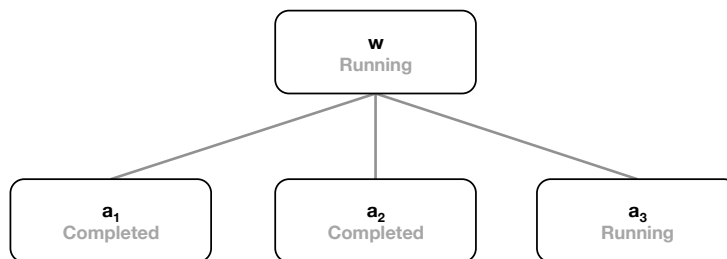 w
Running
a₁
Completed
a₂
Completed
a₃
Running